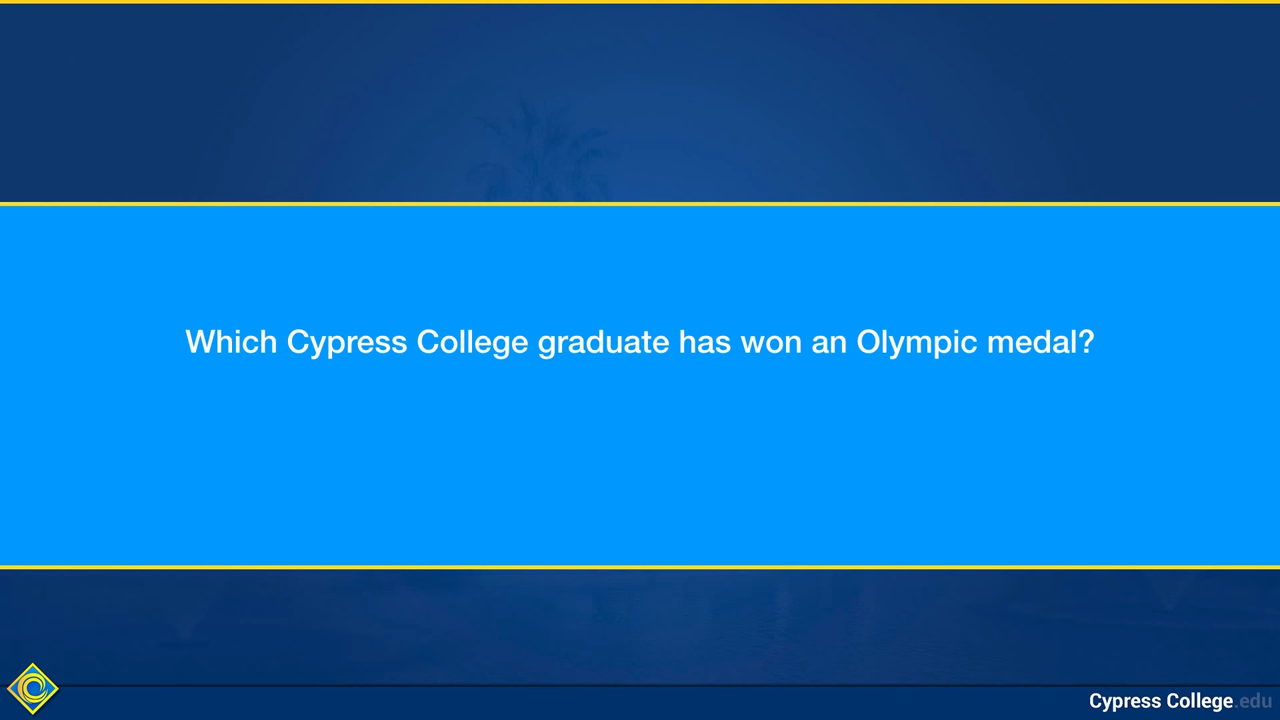 Which Cypress College graduate has won an Olympic medal?
Cypress College.edu